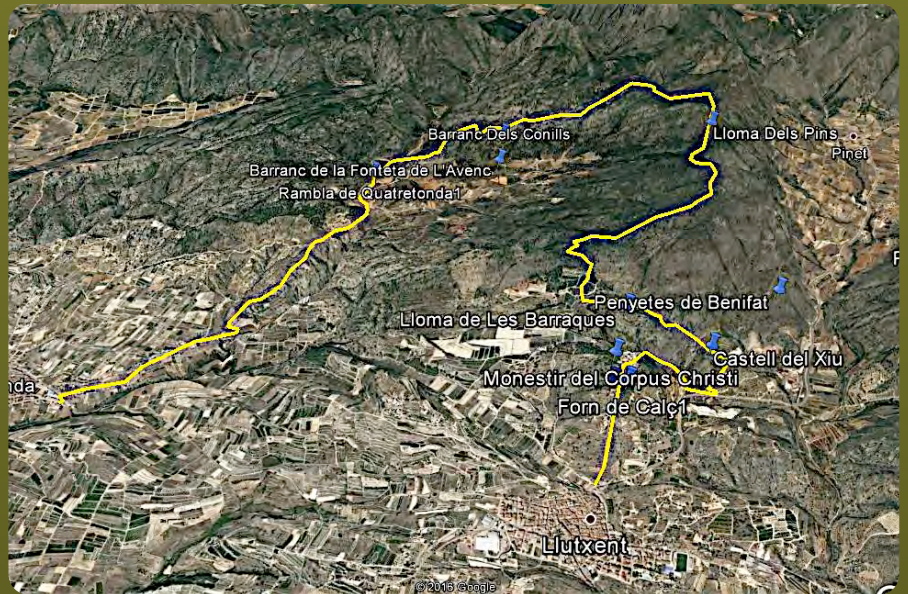 Barranc Dels Conills
Lloma Dels Pins
Pinet
Barranc de la Fonteta de L'Avenc
Rambla de Quatretonda1
Penyetes de Benifat
Lloma de Les Barraques
Castell del Xiu
nda
Monestir del Corpus Christi
Forn de Calç1
Llutxent
© 2016 Google